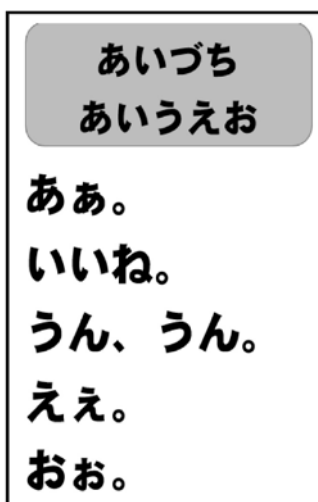 あいづち
あいうえお
あぁ。
いいね。
うん、うん。
えぇ。
おぉ。